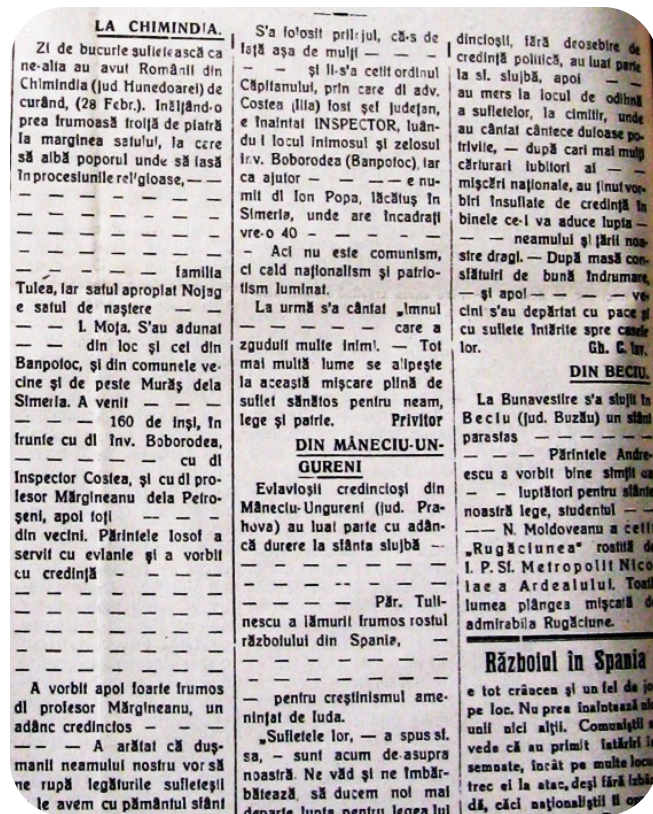 LA CHIMINDIA.
Zi de bucurie sufletească ca
ne-alta au avut Românii din
Chimindia (jud. Hunedoarei) de
curând, (28 Febr.). Inălțând-o
prea frumoasă troiță de piatră
la marginea satului, la care
să aibă poporul unde să iasă
în procesiunile religioase, — —
— — — — — —
— — — — — —
— — — — — —
— — — — — —
— — — — familia
Tulea, iar satul apropiat Nojag
e satul de naștere — —
— — I. Moța. S'au adunat
— — din loc și cei din
Banpotoc, și din comunele ve-
cine și de peste Murăș dela
Simeria. A venit — — —
— — — 160 de inși, în
frunte cu dl înv. Boborodea,
— — — — — cu dl
Inspector Costea, și cu dl pro-
fesor Mărgineanu dela Petro-
șeni, apoi toți — — —
din vecini. Părintele Iosof a
servit cu evlanie și a vorbit
cu credință — — — —
— — — — — —
— — — — — —
— — — — — —
— — — — — —
A vorbit apoi foarte frumos
dl profesor Mărgineanu, un
adânc credincios — — —
— — — A arătat că duș-
manii neamului nostru vor să
ne rupă legăturile sufletești
le avem cu pământul sfânt
S'a folosit prilejul, că-s de
față așa de mulți — — —
— — și li-s'a cetit ordinul
Căpitanului, prin care dl adv.
Costea (Ilia) fost șef județan,
e înaintat INSPECTOR, luân-
du-i locul inimosul și zelosul
înv. Boborodea (Banpotoc), iar
ca ajutor — — — — e nu-
mit dl Ion Popa, lăcătuș în
Simeria, unde are încadrați
vre-o 40 — — — — —
— Aci nu este comunism,
ci cald naționalism și patrio-
tism luminat.
La urmă s'a cântat „Imnul
— — — — — care a
zguduit multe inimi. — Tot
mai multă lume se alipește
la această mișcare plină de
suflet sănătos pentru neam,
lege și patrie. Privitor
DIN MÂNECIU-UN-
GURENI
Evlavioșii credincioși din
Mâneciu-Ungureni (jud. Pra-
hova) au luat parte cu adân-
că durere la sfânta slujbă —
— — — — — —
— — — — — —
— — — — Păr. Tuli-
nescu a lămurit frumos rostul
războiului din Spania, —
— — — — — —
— — — — — —
— pentru creștinismul ame-
nințat de Iuda.
„Sufletele lor, — a spus sf.
sa, — sunt acum de-asupra
noastră. Ne văd și ne îmbăr-
bătează, să ducem noi mai
departe lupta pentru legea lui
dincioși, fără deosebire de
credință politică, au luat parte
la sf. slujbă, apoi — —
au mers la locul de odihnă
a sufletelor, la cimitir, unde
au cântat cântece duioase po-
trivite, — după cari mai mulți
cărturari iubitori ai — —
mișcări naționale, au ținut vor-
biri însuflate de credință în
binele ce-l va aduce lupta —
— — neamului și țării noa-
stre dragi. — După masă con-
sfătuiri de bună îndrumare,
— și apoi — — — ve-
cini s'au depărtat cu pace și
cu suflete întărite spre casele
lor. Gh. C. Inv.
DIN BECIU.
La Bunavestire s'a slujit în
Beciu (jud. Buzău) un sfânt
parastas — — — — —
— — — Părintele Andre-
escu a vorbit bine simțit ca
— — luptători pentru sfânta
noastră lege, studentul — —
— — N. Moldoveanu a cetit
„Rugăciunea" rostită de
I. P. Sf. Metropolit Nico
lae a Ardealului. Toată
lumea plângea mișcată de
admirabila Rugăciune.
Războiul în Spania
e tot crâncen și un fel de
pe loc. Nu prea înaintează nici
unii nici alții. Comuniștii
vede că au primit întăriri
semnate, încât pe multe locuri
trec ei la atac, deși fără
dă, căci naționaliștii îi